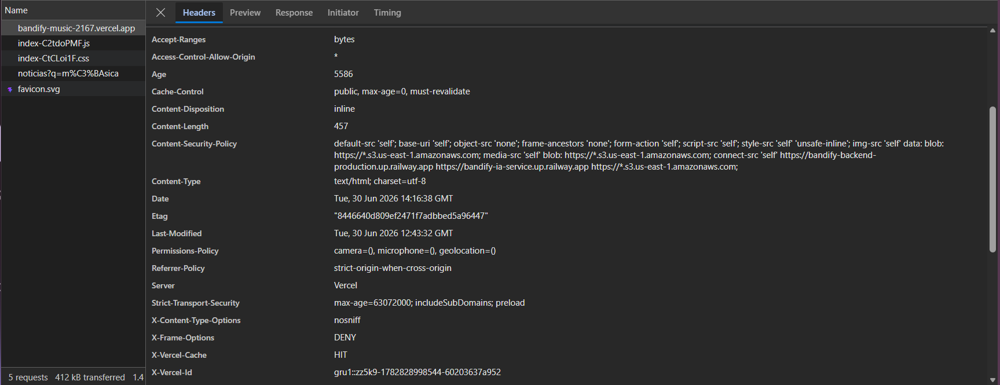 Name
Headers Preview Response Initiator Timing
bandify-music-2167.vercel.app
index-C2tdoPMF.js
index-CtCLoi1F.css
noticias?q=m%C3%BAsica
favicon.svg
Accept-Ranges bytes
Access-Control-Allow-Origin *
Age 5586
Cache-Control public, max-age=0, must-revalidate
Content-Disposition inline
Content-Length 457
Content-Security-Policy default-src 'self'; base-uri 'self'; object-src 'none'; frame-ancestors 'none'; form-action 'self'; script-src 'self'; style-src 'self' 'unsafe-inline'; img-src 'self' data: blob:
https://*.s3.us-east-1.amazonaws.com; media-src 'self' blob: https://*.s3.us-east-1.amazonaws.com; connect-src 'self' https://bandify-backend-
production.up.railway.app https://bandify-ia-service.up.railway.app https://*.s3.us-east-1.amazonaws.com;
Content-Type text/html; charset=utf-8
Date Tue, 30 Jun 2026 14:16:38 GMT
Etag "8446640d809ef2471f7adbbed5a96447"
Last-Modified Tue, 30 Jun 2026 12:43:32 GMT
Permissions-Policy camera=(), microphone=(), geolocation=()
Referrer-Policy strict-origin-when-cross-origin
Server Vercel
Strict-Transport-Security max-age=63072000; includeSubDomains; preload
X-Content-Type-Options nosniff
X-Frame-Options DENY
X-Vercel-Cache HIT
X-Vercel-Id gru1::zz5k9-1782828998544-60203637a952
5 requests 412 kB transferred 1.4